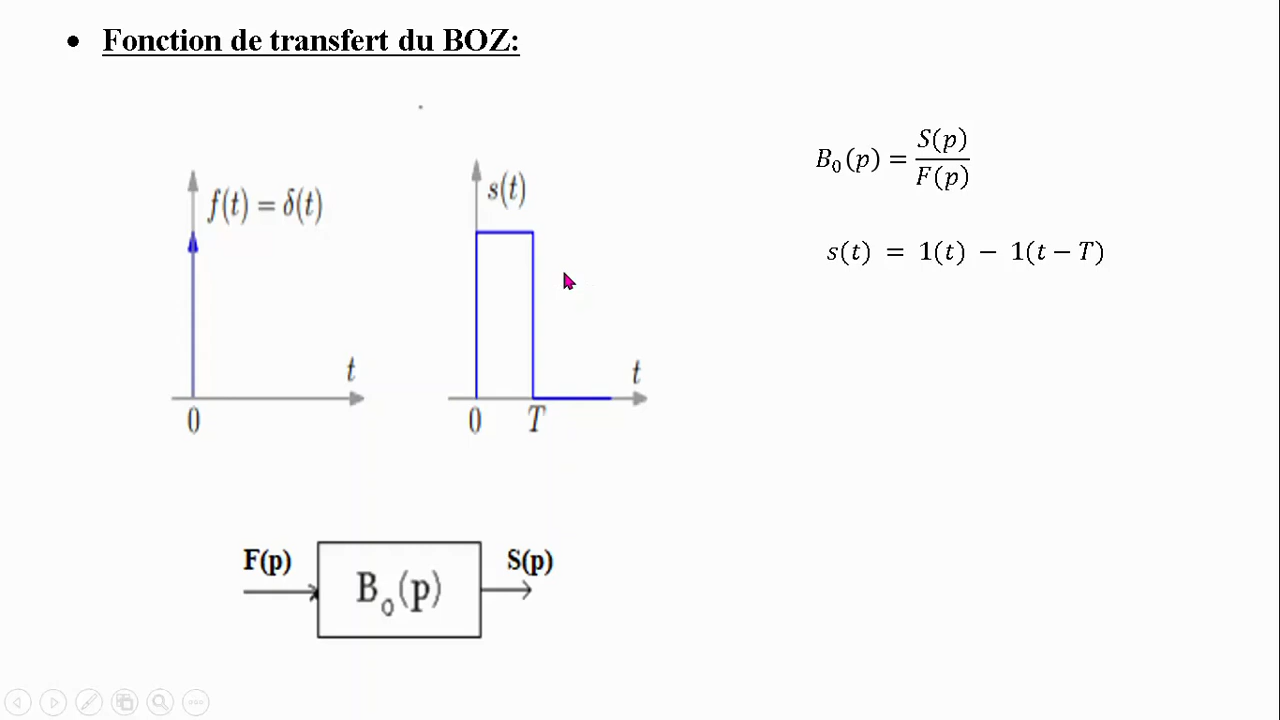 • Fonction de transfert du BOZ:
f(t) = δ(t)
t
0
s(t)
t
0 T
B₀(p) = S(p)/F(p)
s(t) = 1(t) − 1(t − T)
F(p)
B₀(p)
S(p)